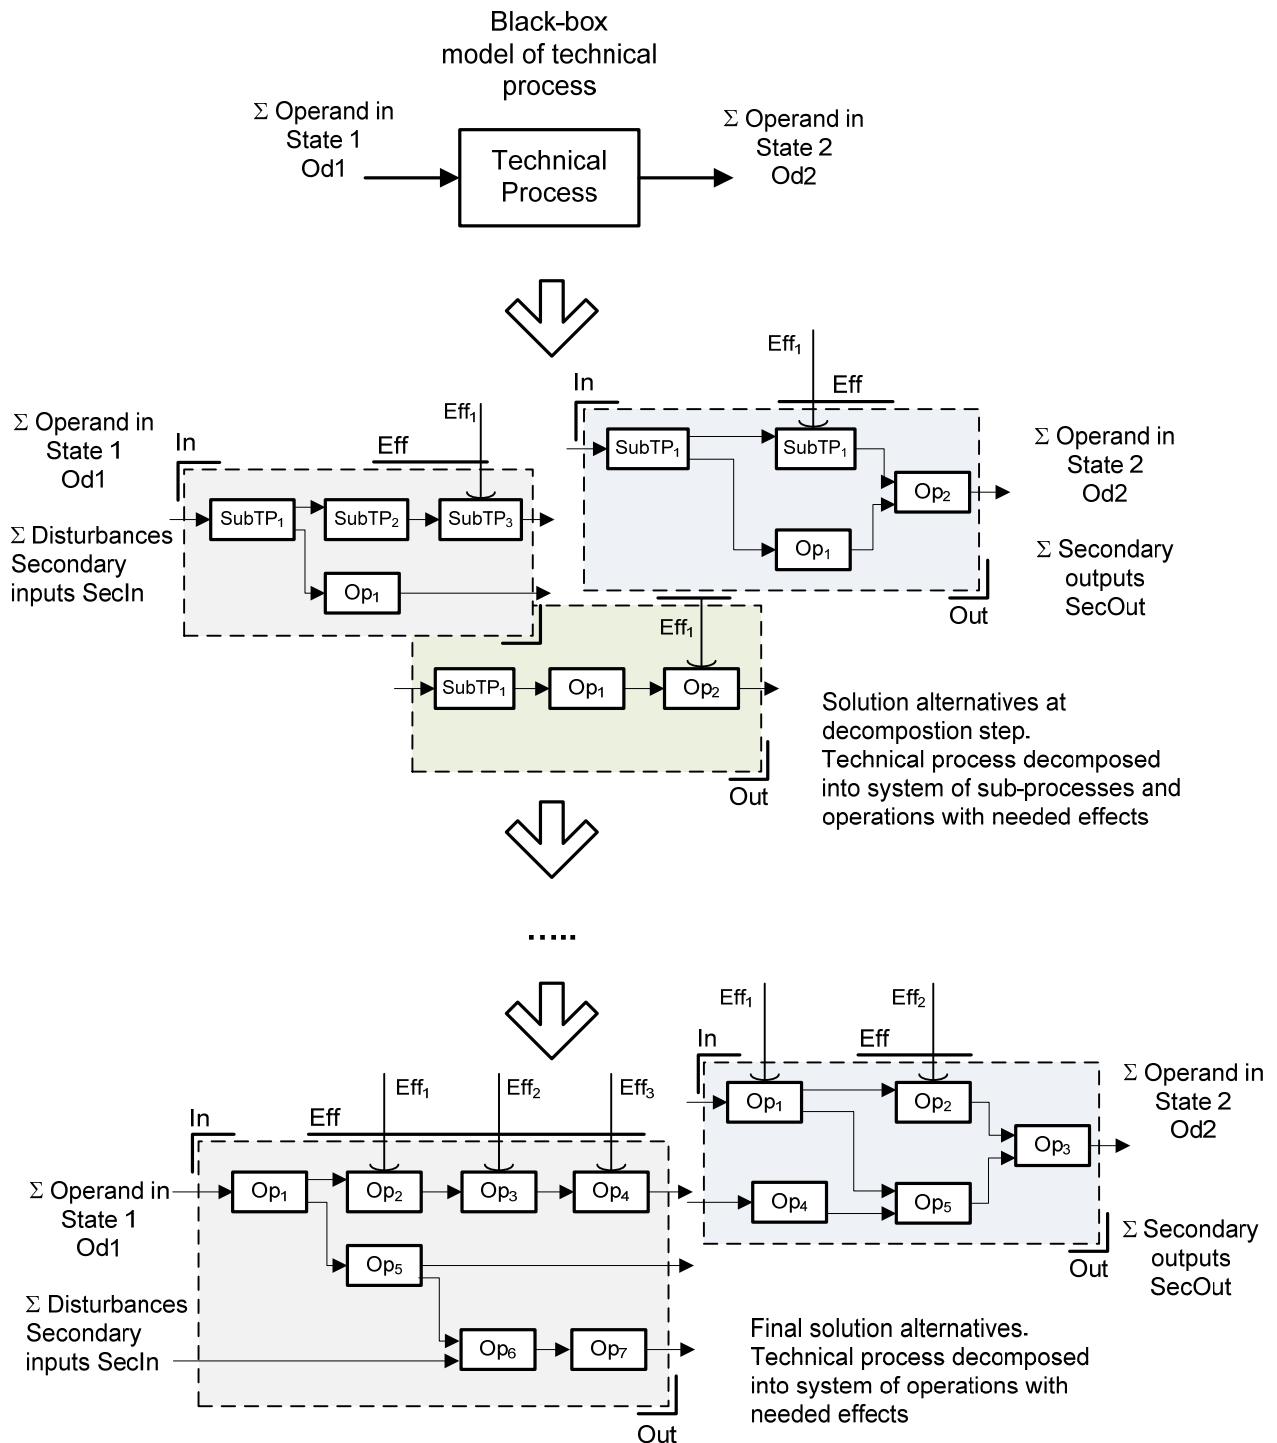 Black-box
model of technical
process
Σ Operand in
State 1
Od1
Technical
Process
Σ Operand in
State 2
Od2
Σ Operand in
State 1
Od1
Σ Disturbances
Secondary
inputs SecIn
In
Eff
Eff₁
SubTP₁
SubTP₂
SubTP₃
Op₁
In
Eff₁
Eff
SubTP₁
SubTP₁
Op₂
Op₁
Out
Σ Operand in
State 2
Od2
Σ Secondary
outputs
SecOut
Eff₁
SubTP₁
Op₁
Op₂
Out
Solution alternatives at
decompostion step.
Technical process decomposed
into system of sub-processes and
operations with needed effects
.....
Σ Operand in
State 1
Od1
Σ Disturbances
Secondary
inputs SecIn
In
Eff
Eff₁
Eff₂
Eff₃
Op₁
Op₂
Op₃
Op₄
Op₅
Op₆
Op₇
Out
In
Eff₁
Eff
Eff₂
Op₁
Op₂
Op₃
Op₄
Op₅
Out
Σ Operand in
State 2
Od2
Σ Secondary
outputs
SecOut
Final solution alternatives.
Technical process decomposed
into system of operations with
needed effects